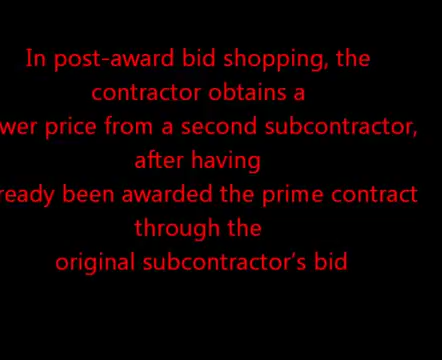 In post-award bid shopping, the
contractor obtains a
wer price from a second subcontractor,
after having
ready been awarded the prime contract
through the
original subcontractor's bid